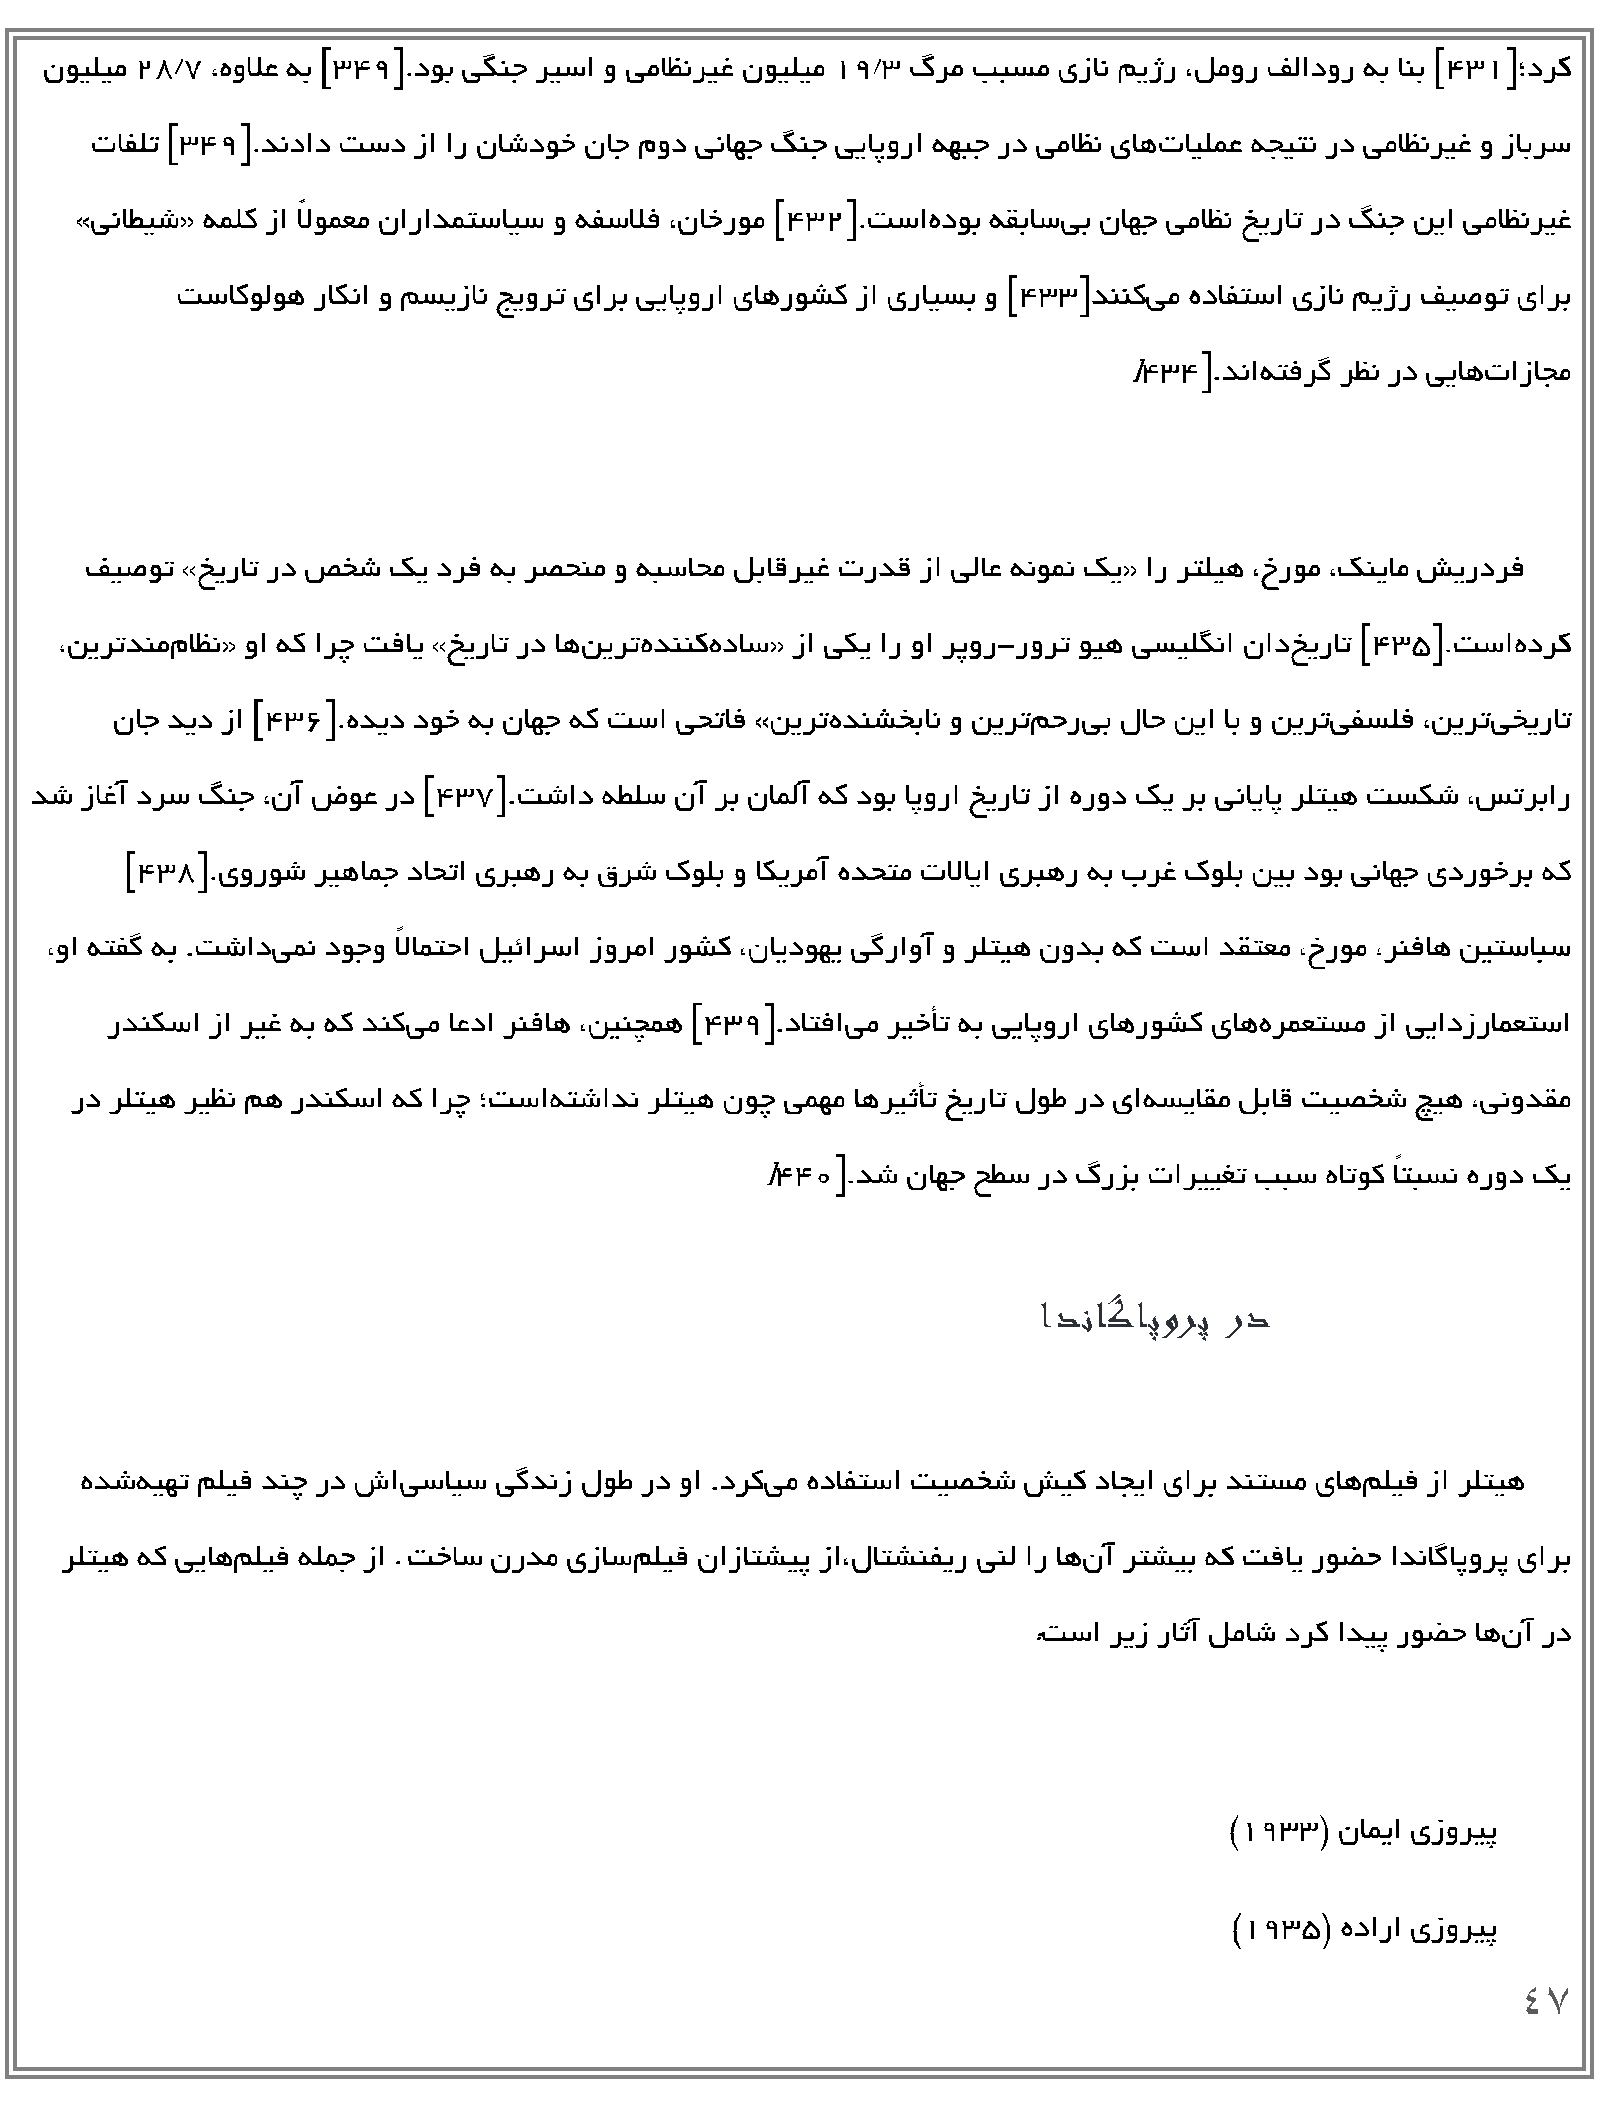 کرد؛[۴۳۱] بنا به رودالف رومل، رژیم نازی مسبب مرگ ۱۹/۳ میلیون غیرنظامی و اسیر جنگی بود.[۳۴۹] به علاوه، ۲۸/۷ میلیون
سرباز و غیرنظامی در نتیجه عملیات‌های نظامی در جبهه اروپایی جنگ جهانی دوم جان خودشان را از دست دادند.[۳۴۹] تلفات
غیرنظامی این جنگ در تاریخ نظامی جهان بی‌سابقه بوده‌است.[۴۳۲] مورخان، فلاسفه و سیاستمداران معمولاً از کلمه «شیطانی»
برای توصیف رژیم نازی استفاده می‌کنند[۴۳۳] و بسیاری از کشورهای اروپایی برای ترویج نازیسم و انکار هولوکاست
مجازات‌هایی در نظر گرفته‌اند.[۴۳۴]
فردریش ماینک، مورخ، هیلتر را «یک نمونه عالی از قدرت غیرقابل محاسبه و منحصر به فرد یک شخص در تاریخ» توصیف
کرده‌است.[۴۳۵] تاریخ‌دان انگلیسی هیو ترور-روپر او را یکی از «ساده‌کننده‌ترین‌ها در تاریخ» یافت چرا که او «نظام‌مندترین،
تاریخی‌ترین، فلسفی‌ترین و با این حال بی‌رحم‌ترین و نابخشنده‌ترین» فاتحی است که جهان به خود دیده.[۴۳۶] از دید جان
رابرتس، شکست هیتلر پایانی بر یک دوره از تاریخ اروپا بود که آلمان بر آن سلطه داشت.[۴۳۷] در عوض آن، جنگ سرد آغاز شد
که برخوردی جهانی بود بین بلوک غرب به رهبری ایالات متحده آمریکا و بلوک شرق به رهبری اتحاد جماهیر شوروی.[۴۳۸]
سباستین هافنر، مورخ، معتقد است که بدون هیتلر و آوارگی یهودیان، کشور امروز اسرائیل احتمالاً وجود نمی‌داشت. به گفته او،
استعمارزدایی از مستعمره‌های کشورهای اروپایی به تأخیر می‌افتاد.[۴۳۹] همچنین، هافنر ادعا می‌کند که به غیر از اسکندر
مقدونی، هیچ شخصیت قابل مقایسه‌ای در طول تاریخ تأثیرها مهمی چون هیتلر نداشته‌است؛ چرا که اسکندر هم نظیر هیتلر در
یک دوره نسبتاً کوتاه سبب تغییرات بزرگ در سطح جهان شد.[۴۴۰]
در پروپاگاندا
هیتلر از فیلم‌های مستند برای ایجاد کیش شخصیت استفاده می‌کرد. او در طول زندگی سیاسی‌اش در چند فیلم تهیه‌شده
برای پروپاگاندا حضور یافت که بیشتر آن‌ها را لنی ریفنشتال،از پیشتازان فیلم‌سازی مدرن ساخت. از جمله فیلم‌هایی که هیتلر
در آن‌ها حضور پیدا کرد شامل آثار زیر است:
پیروزی ایمان (۱۹۳۳)
پیروزی اراده (۱۹۳۵)
٤٧